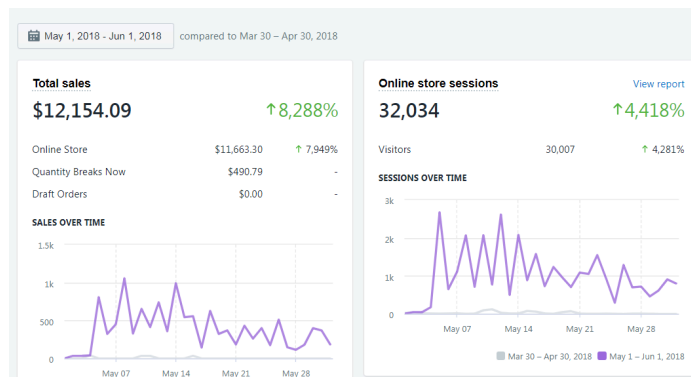 May 1, 2018 - Jun 1, 2018 compared to Mar 30 – Apr 30, 2018
Total sales
$12,154.09 ↑8,288%
Online Store $11,663.30 ↑ 7,949%
Quantity Breaks Now $490.79 -
Draft Orders $0.00 -
SALES OVER TIME
1.5k
1k
500
0
May 07 May 14 May 21 May 28
Online store sessions View report
32,034 ↑4,418%
Visitors 30,007 ↑ 4,281%
SESSIONS OVER TIME
3k
2k
1k
0
May 07 May 14 May 21 May 28
Mar 30 – Apr 30, 2018 May 1 – Jun 1, 2018